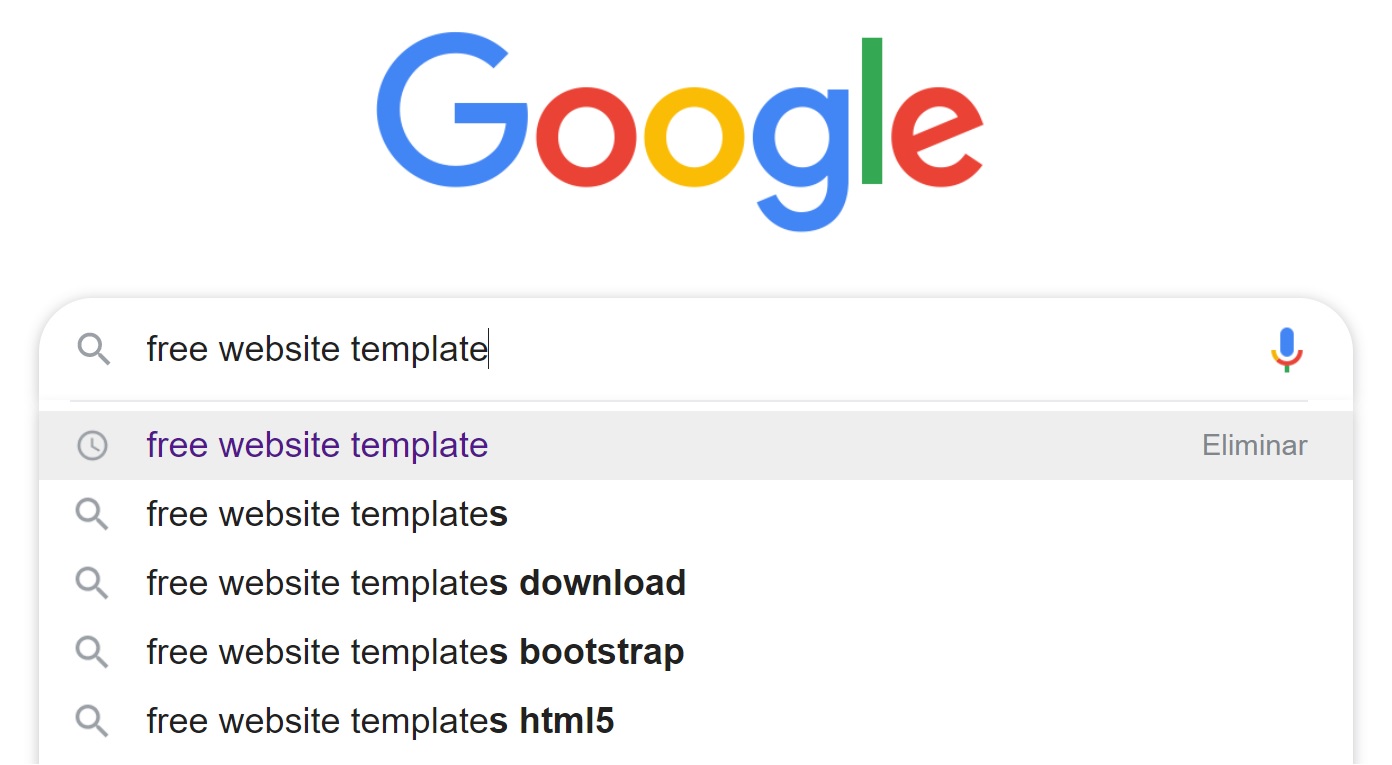 Google
free website template
free website template Eliminar
free website templates
free website templates download
free website templates bootstrap
free website templates html5